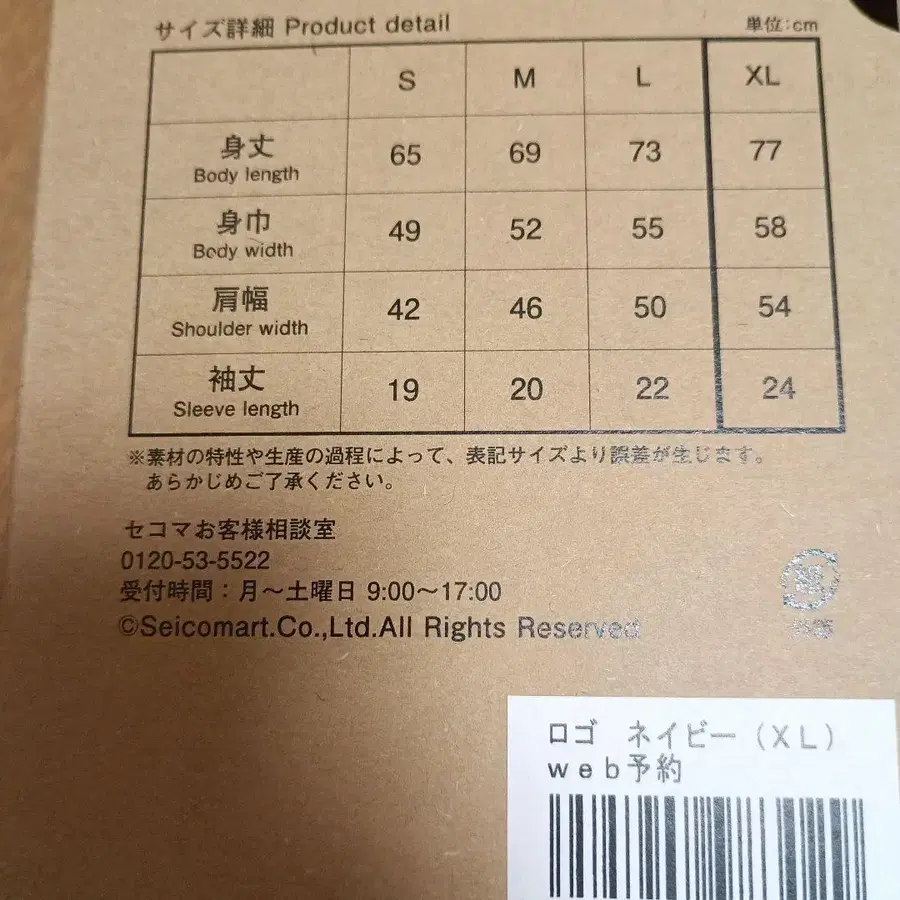 サイズ詳細 Product detail 単位:cm
S M L XL
身丈 65 69 73 77
Body length
身巾 49 52 55 58
Body width
肩幅 42 46 50 54
Shoulder width
袖丈 19 20 22 24
Sleeve length
※素材の特性や生産の過程によって、表記サイズより誤差が生じます。
あらかじめご了承ください。
セコマお客様相談室
0120-53-5522
受付時間：月～土曜日 9:00～17:00
©Seicomart.Co.,Ltd.All Rights Reserved
ロゴ ネイビー（ＸＬ）
ｗｅｂ予約